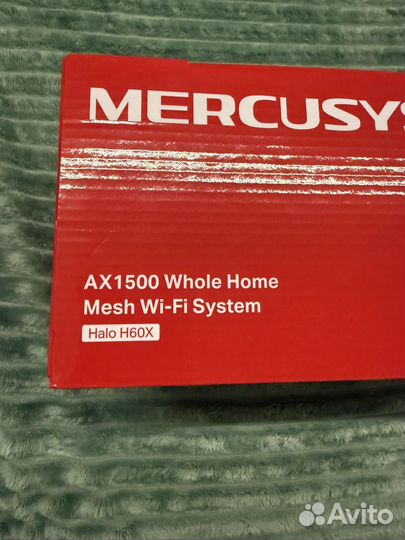 MERCUSYS
AX1500 Whole Home
Mesh Wi-Fi System
Halo H60X
Avito